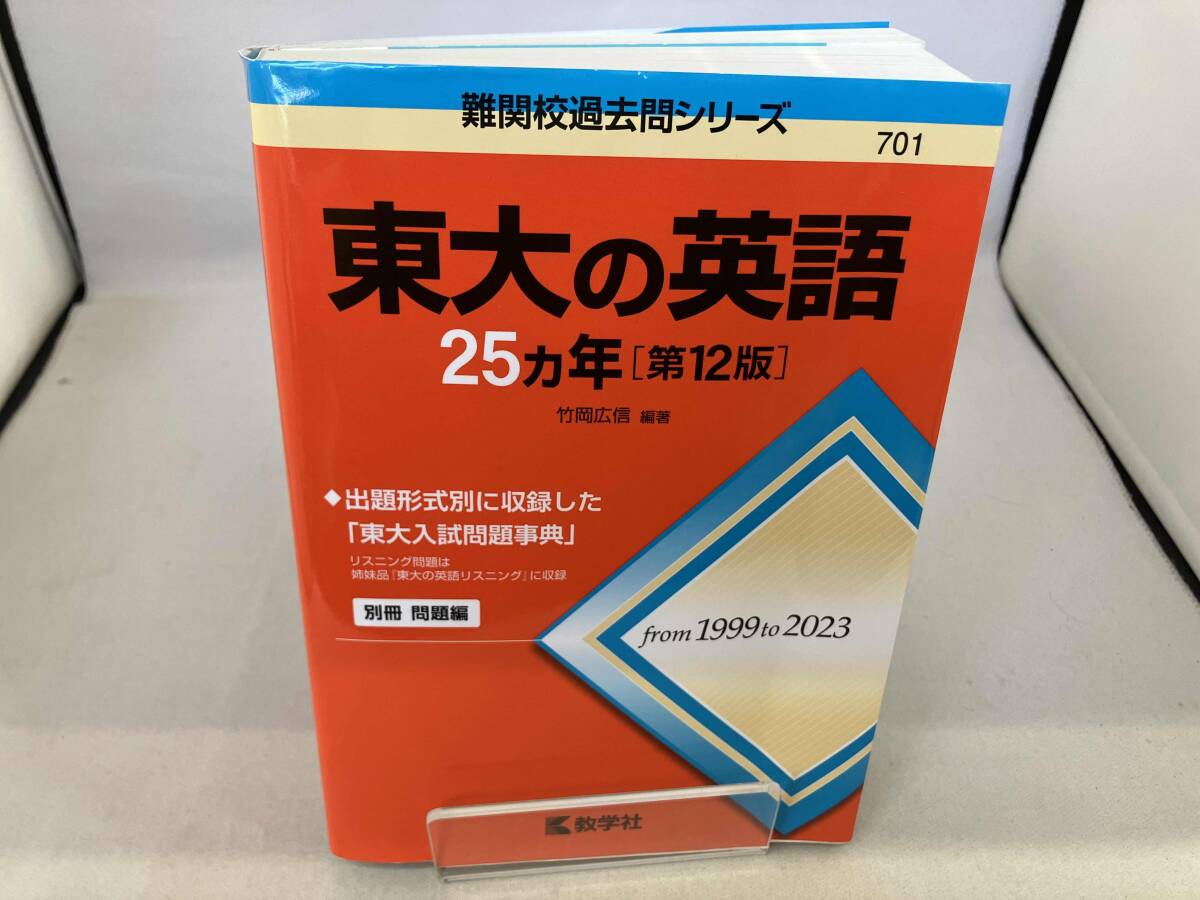 難関校過去問シリーズ
701
東大の英語
25ヵ年[第12版]
竹岡広信 編著
◆出題形式別に収録した
「東大入試問題事典」
リスニング問題は
姉妹品『東大の英語リスニング』に収録
別冊 問題編
from 1999 to 2023
教学社